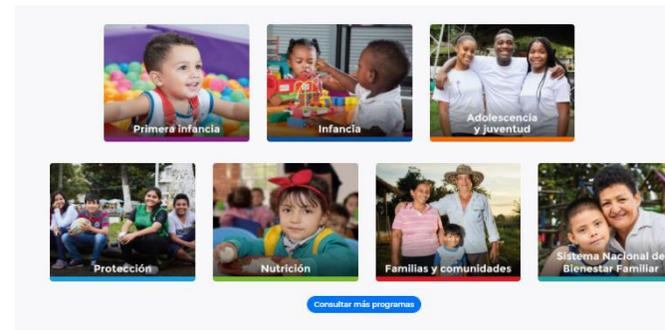 Primera infancia
Infancia
Adolescencia
y juventud
Protección
Nutrición
Familias y comunidades
Sistema Nacional de
Bienestar Familiar
Consultar más programas